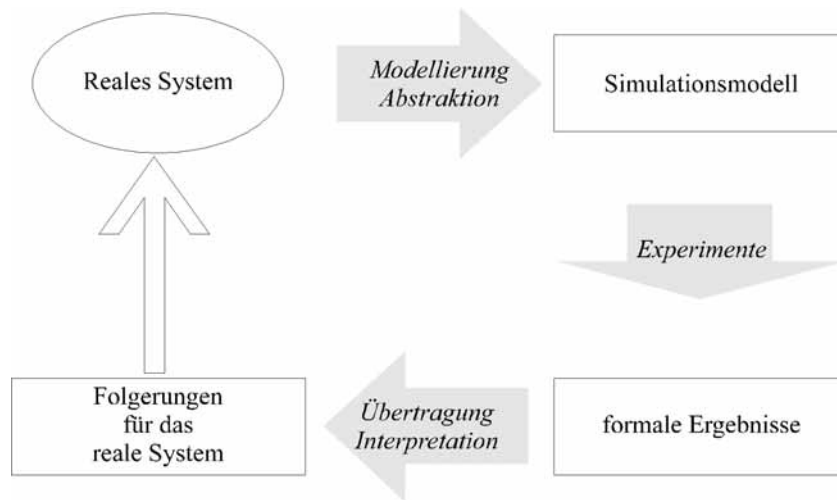 Reales System
Modellierung
Abstraktion
Simulationsmodell
Experimente
formale Ergebnisse
Übertragung
Interpretation
Folgerungen
für das
reale System